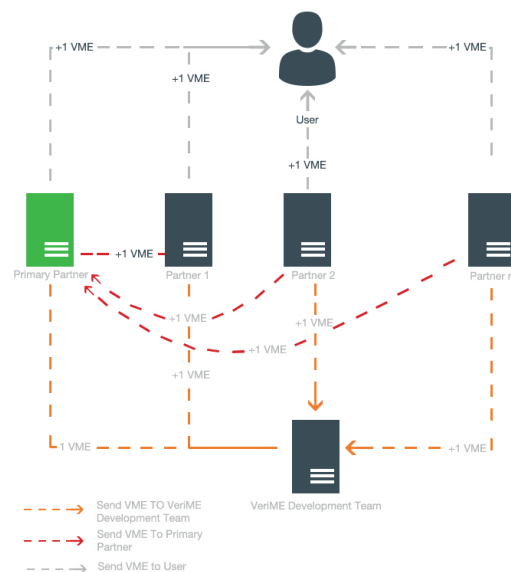 +1 VME
+1 VME
+1 VME
User
+1 VME
+1 VME
Primary Partner
Partner 1
Partner 2
Partner n
+1 VME
+1 VME
+1 VME
1 VME
+1 VME
VeriME Development Team
Send VME TO VeriME
Development Team
Send VME To Primary
Partner
Send VME to User